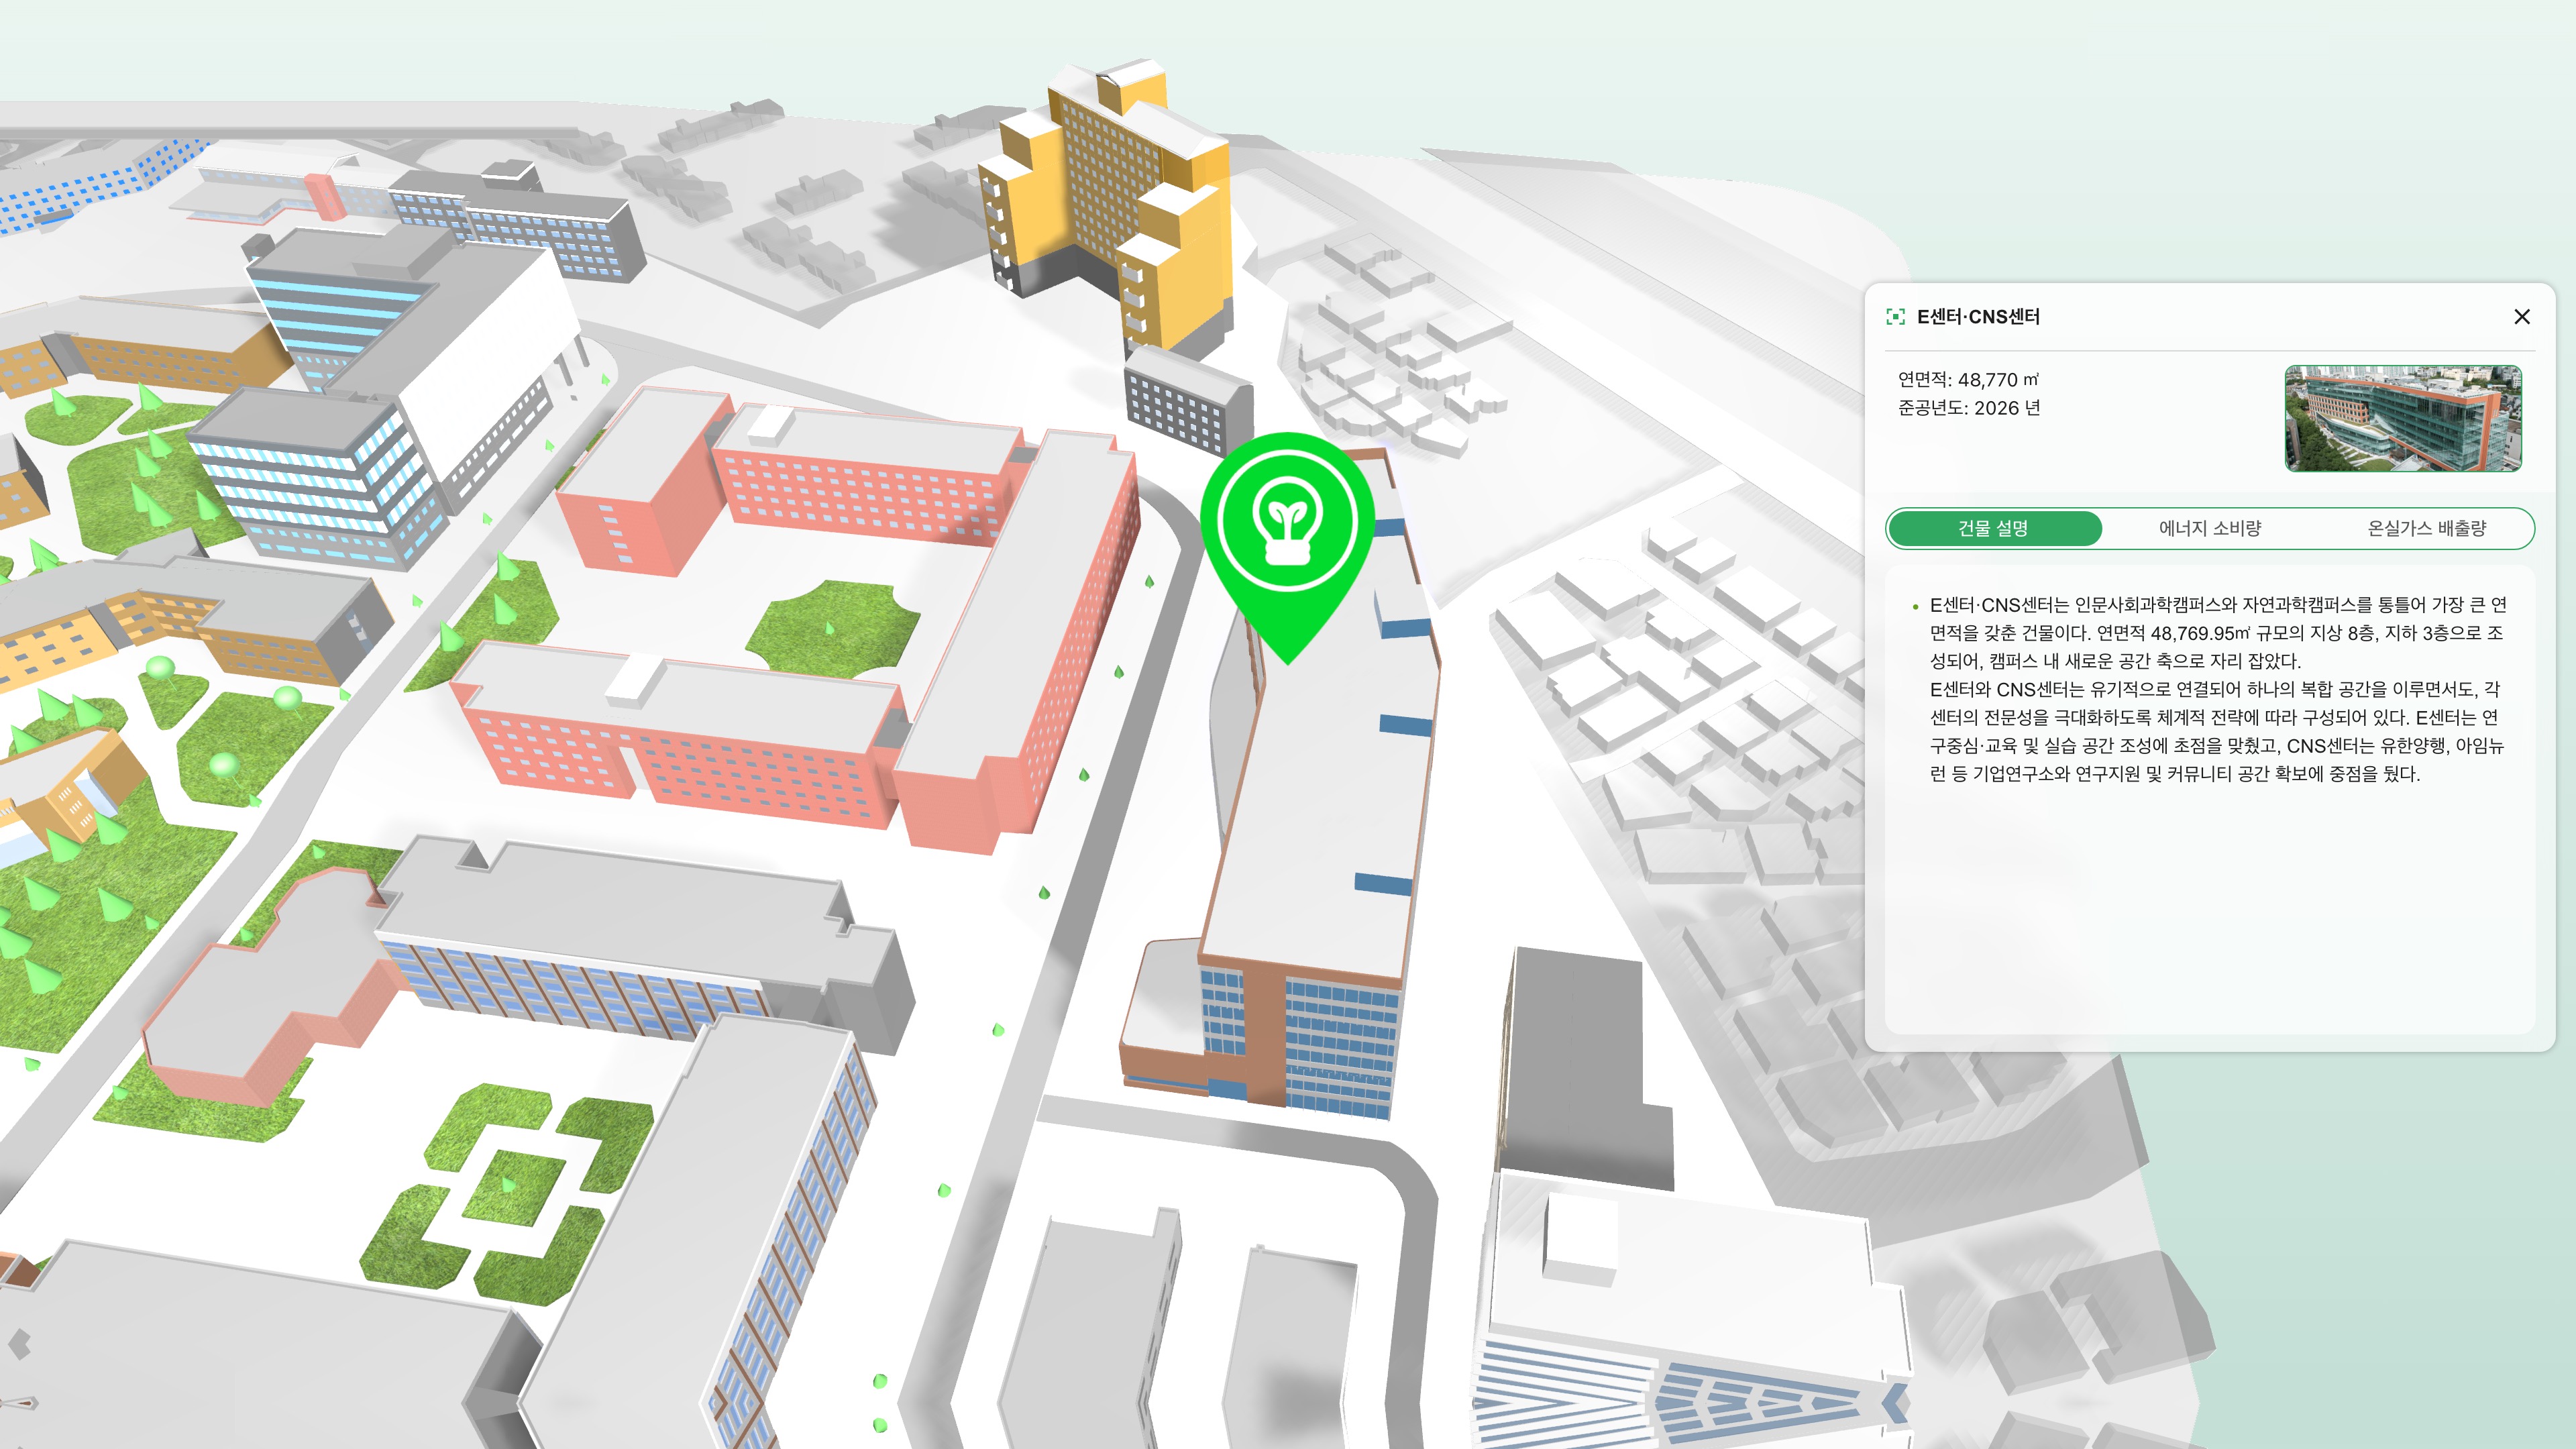 E센터·CNS센터
연면적: 48,770 ㎡
준공년도: 2026 년
건물 설명
에너지 소비량
온실가스 배출량
• E센터·CNS센터는 인문사회과학캠퍼스와 자연과학캠퍼스를 통틀어 가장 큰 연
면적을 갖춘 건물이다. 연면적 48,769.95㎡ 규모의 지상 8층, 지하 3층으로 조
성되어, 캠퍼스 내 새로운 공간 축으로 자리 잡았다.
E센터와 CNS센터는 유기적으로 연결되어 하나의 복합 공간을 이루면서도, 각
센터의 전문성을 극대화하도록 체계적 전략에 따라 구성되어 있다. E센터는 연
구중심·교육 및 실습 공간 조성에 초점을 맞췄고, CNS센터는 유한양행, 아임뉴
런 등 기업연구소와 연구지원 및 커뮤니티 공간 확보에 중점을 뒀다.